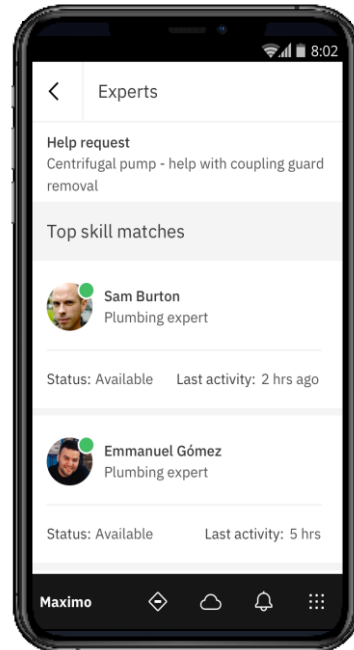 8:02
Experts
Help request
Centrifugal pump - help with coupling guard
removal
Top skill matches
Sam Burton
Plumbing expert
Status: Available Last activity: 2 hrs ago
Emmanuel Gómez
Plumbing expert
Status: Available Last activity: 5 hrs
Maximo